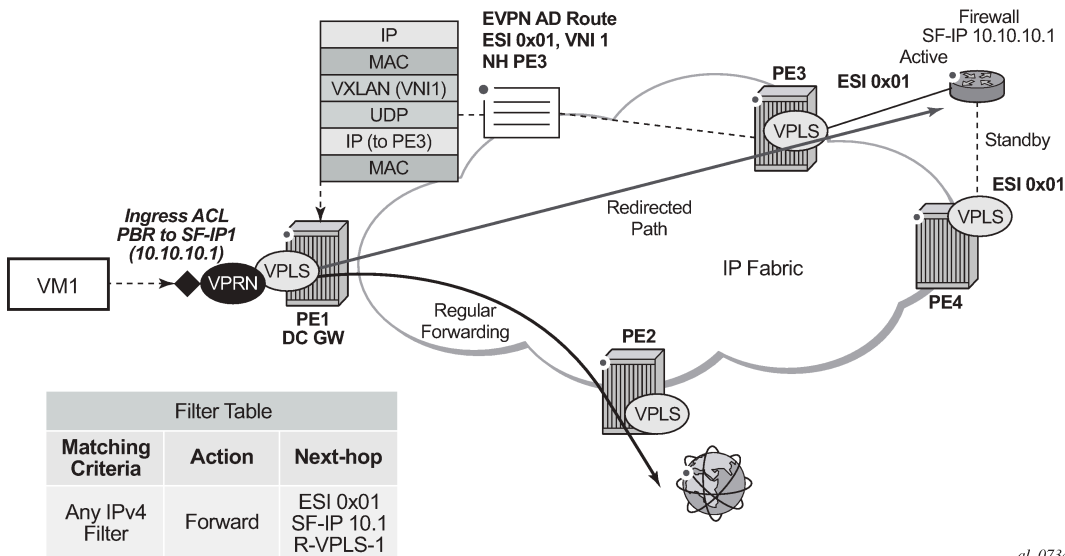 EVPN AD Route
ESI 0x01, VNI 1
NH PE3
IP
MAC
VXLAN (VNI1)
UDP
IP (to PE3)
MAC
Firewall
SF-IP 10.10.10.1
Active
PE3
ESI 0x01
VPLS
Standby
ESI 0x01
VPLS
PE4
Redirected
Path
IP Fabric
Ingress ACL
PBR to SF-IP1
(10.10.10.1)
VM1
VPRN
VPLS
PE1
DC GW
Regular
Forwarding
PE2
VPLS
Filter Table
Matching
Criteria
Action
Next-hop
Any IPv4
Filter
Forward
ESI 0x01
SF-IP 10.1
R-VPLS-1